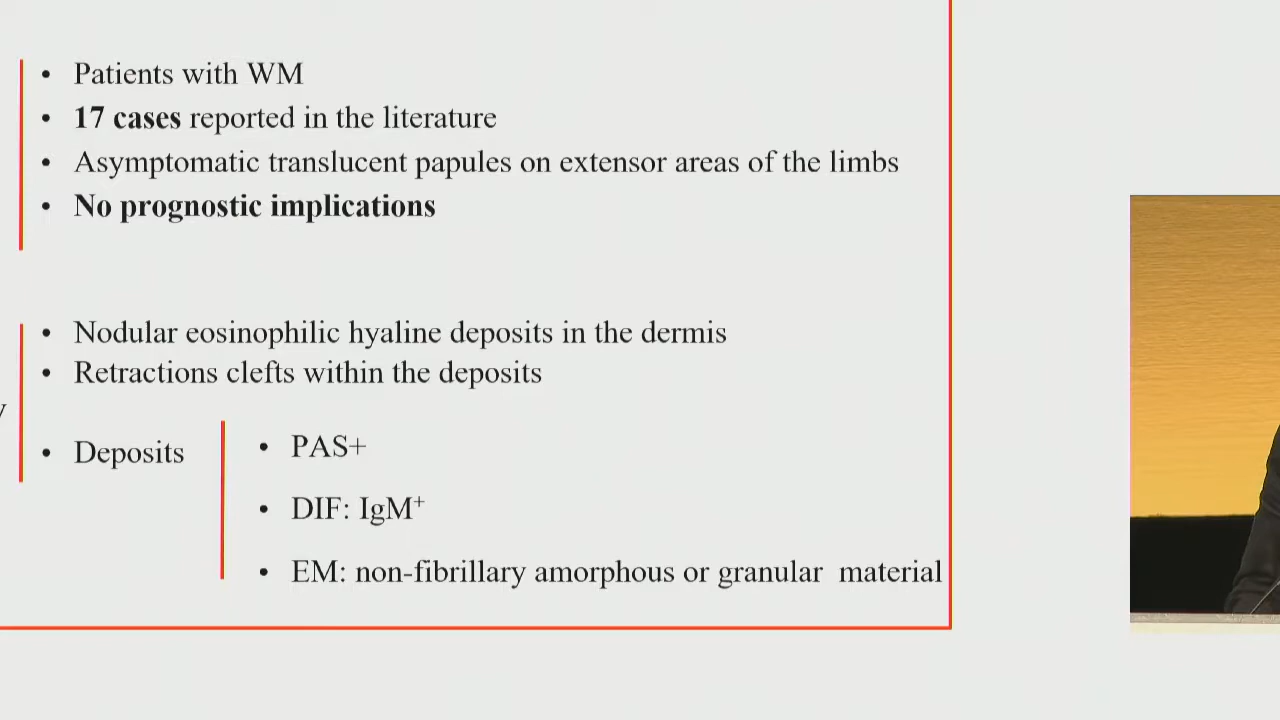 • Patients with WM
• 17 cases reported in the literature
• Asymptomatic translucent papules on extensor areas of the limbs
• No prognostic implications
• Nodular eosinophilic hyaline deposits in the dermis
• Retractions clefts within the deposits
• Deposits
• PAS+
• DIF: IgM⁺
• EM: non-fibrillary amorphous or granular material